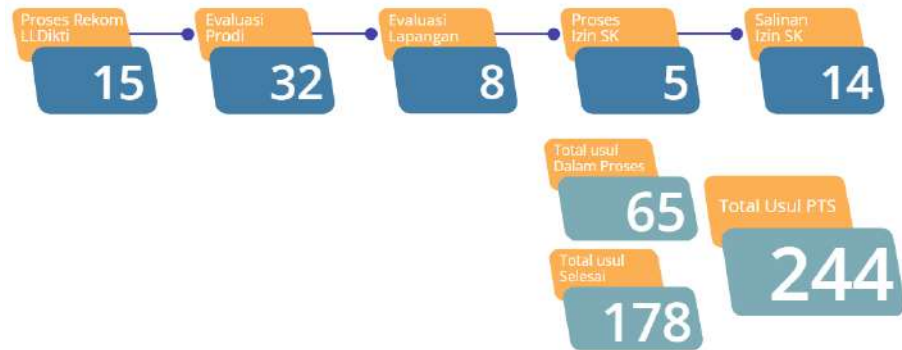 Proses Rekom
LLDikti
15
Evaluasi
Prodi
32
Evaluasi
Lapangan
8
Proses
Izin SK
5
Salinan
Izin SK
14
Total usul
Dalam Proses
65
Total Usul PTS
244
Total usul
Selesai
178